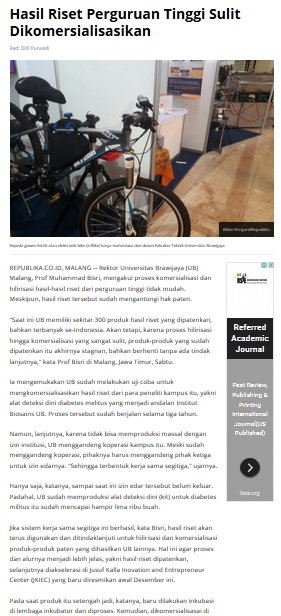 Hasil Riset Perguruan Tinggi Sulit
Dikomersialisasikan
Red: Didi Purwadi
Wilda Fizriyani/Republika
Sepeda gowes listrik atau elektronik bike (e-Bike) karya mahasiswa dan dosen Fakultas Teknik Universitas Brawijaya.
REPUBLIKA.CO.ID, MALANG -- Rektor Universitas Brawijaya (UB)
Malang, Prof Muhammad Bisri, mengakui proses komersialisasi dan
hilirisasi hasil-hasil riset dari perguruan tinggi tidak mudah.
Meskipun, hasil riset tersebut sudah mengantongi hak paten.
"Saat ini UB memiliki sekitar 300 produk hasil riset yang dipatenkan,
bahkan terbanyak se-Indonesia. Akan tetapi, karena proses hilirisasi
hingga komersialisasi yang sangat sulit, produk-produk yang sudah
dipatenkan itu akhirnya stagnan, bahkan berhenti tanpa ada tindak
lanjutnya," kata Prof Bisri di Malang, Jawa Timur, Sabtu.
Ia mengemukakan UB sudah melakukan uji coba untuk
mengkomersialisasikan hasil riset dari para peneliti kampus itu, yakni
alat deteksi dini diabetes melitus yang menjadi andalan Institut
Biosains UB. Proses tersebut sudah berjalan selama tiga tahun.
Namun, lanjutnya, karena tidak bisa memproduksi massal dengan
izin institusi, UB menggandeng koperasi kampus itu. Meski sudah
menggandeng koperasi, pihaknya harus menggandeng pihak ketiga
untuk izin edarnya. "Sehingga terbentuk kerja sama segitiga," ujarnya.
Hanya saja, katanya, sampai saat ini izin edar tersebut belum keluar.
Padahal, UB sudah memproduksi alat deteksi dini (kit) untuk diabetes
militus itu sudah mencapai hampir lima ribu buah.
Jika sistem kerja sama segitiga ini berhasil, kata Bisri, hasil riset akan
terus digunakan dan ditindaklanjuti untuk hilirisasi dan komersialisasi
produk-produk paten yang dihasilkan UB lainnya. Hal ini agar proses
dan alurnya menjadi lebih jelas, yakni hasil riset dipatenkan,
selanjutnya diakselerasi di Jusuf Kalla Inovation and Entrepreneur
Center (JKIEC) yang baru diresmikan awal Desember ini.
Pada saat produk itu setengah jadi, katanya, baru dilakukan inkubasi
di lembaga inkubator dan diproses. Kemudian, dikomersialisasi di
Referred
Academic
Journal
Fast Review,
Publishing &
Printing
International
Journal(US
Published)